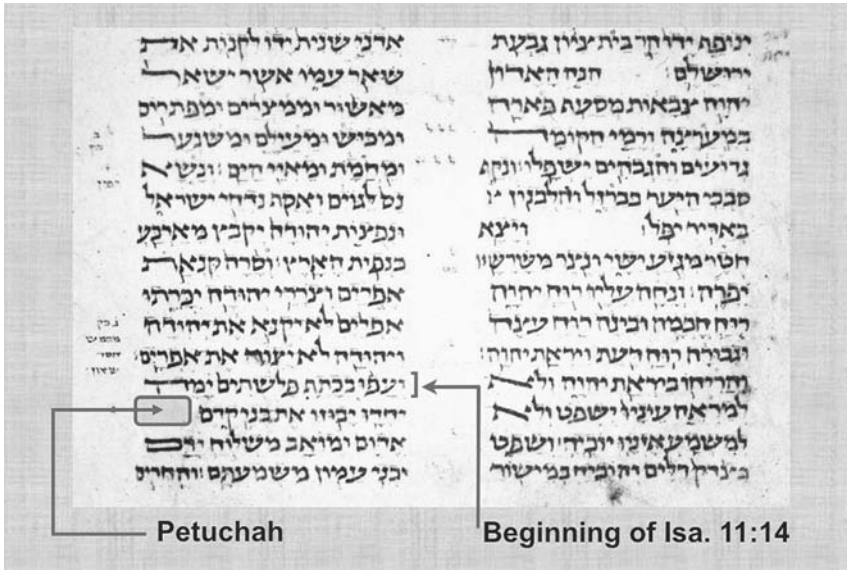 ינופף ידו הר בית ציון גבעת
ירושלם: הנה האדון
יהוה צבאות מסעף פארה
במערצה ורמי הקומה
גדועים והגבהים ישפלו: ונקף
סבכי היער בברזל והלבנון
באדיר יפל: ויצא
חטר מגזע ישי ונצר משרשיו
יפרה: ונחה עליו רוח יהוה
רוח חכמה ובינה רוח עצה
וגבורה רוח דעת ויראת יהוה:
והריחו ביראת יהוה ולא
למראה עיניו ישפט ולא
למשמע אזניו יוכיח: ושפט
בצדק דלים והוכיח במישור
אדני שנית ידו לקנות את
שאר עמו אשר ישאר
מאשור וממצרים ומפתרוס
ומכוש ומעילם ומשנער
ומחמת ומאיי הים: ונשא
נס לגוים ואסף נדחי ישראל
ונפצות יהודה יקבץ מארבע
כנפות הארץ: וסרה קנאת
אפרים וצררי יהודה יכרתו
אפרים לא יקנא את יהודה
ויהודה לא יצור את אפרים:
ועפו בכתף פלשתים ימה
יחדו יבוזו את בני קדם
אדום ומואב משלוח ידם
ובני עמון משמעתם: והחרים
Petuchah
Beginning of Isa. 11:14